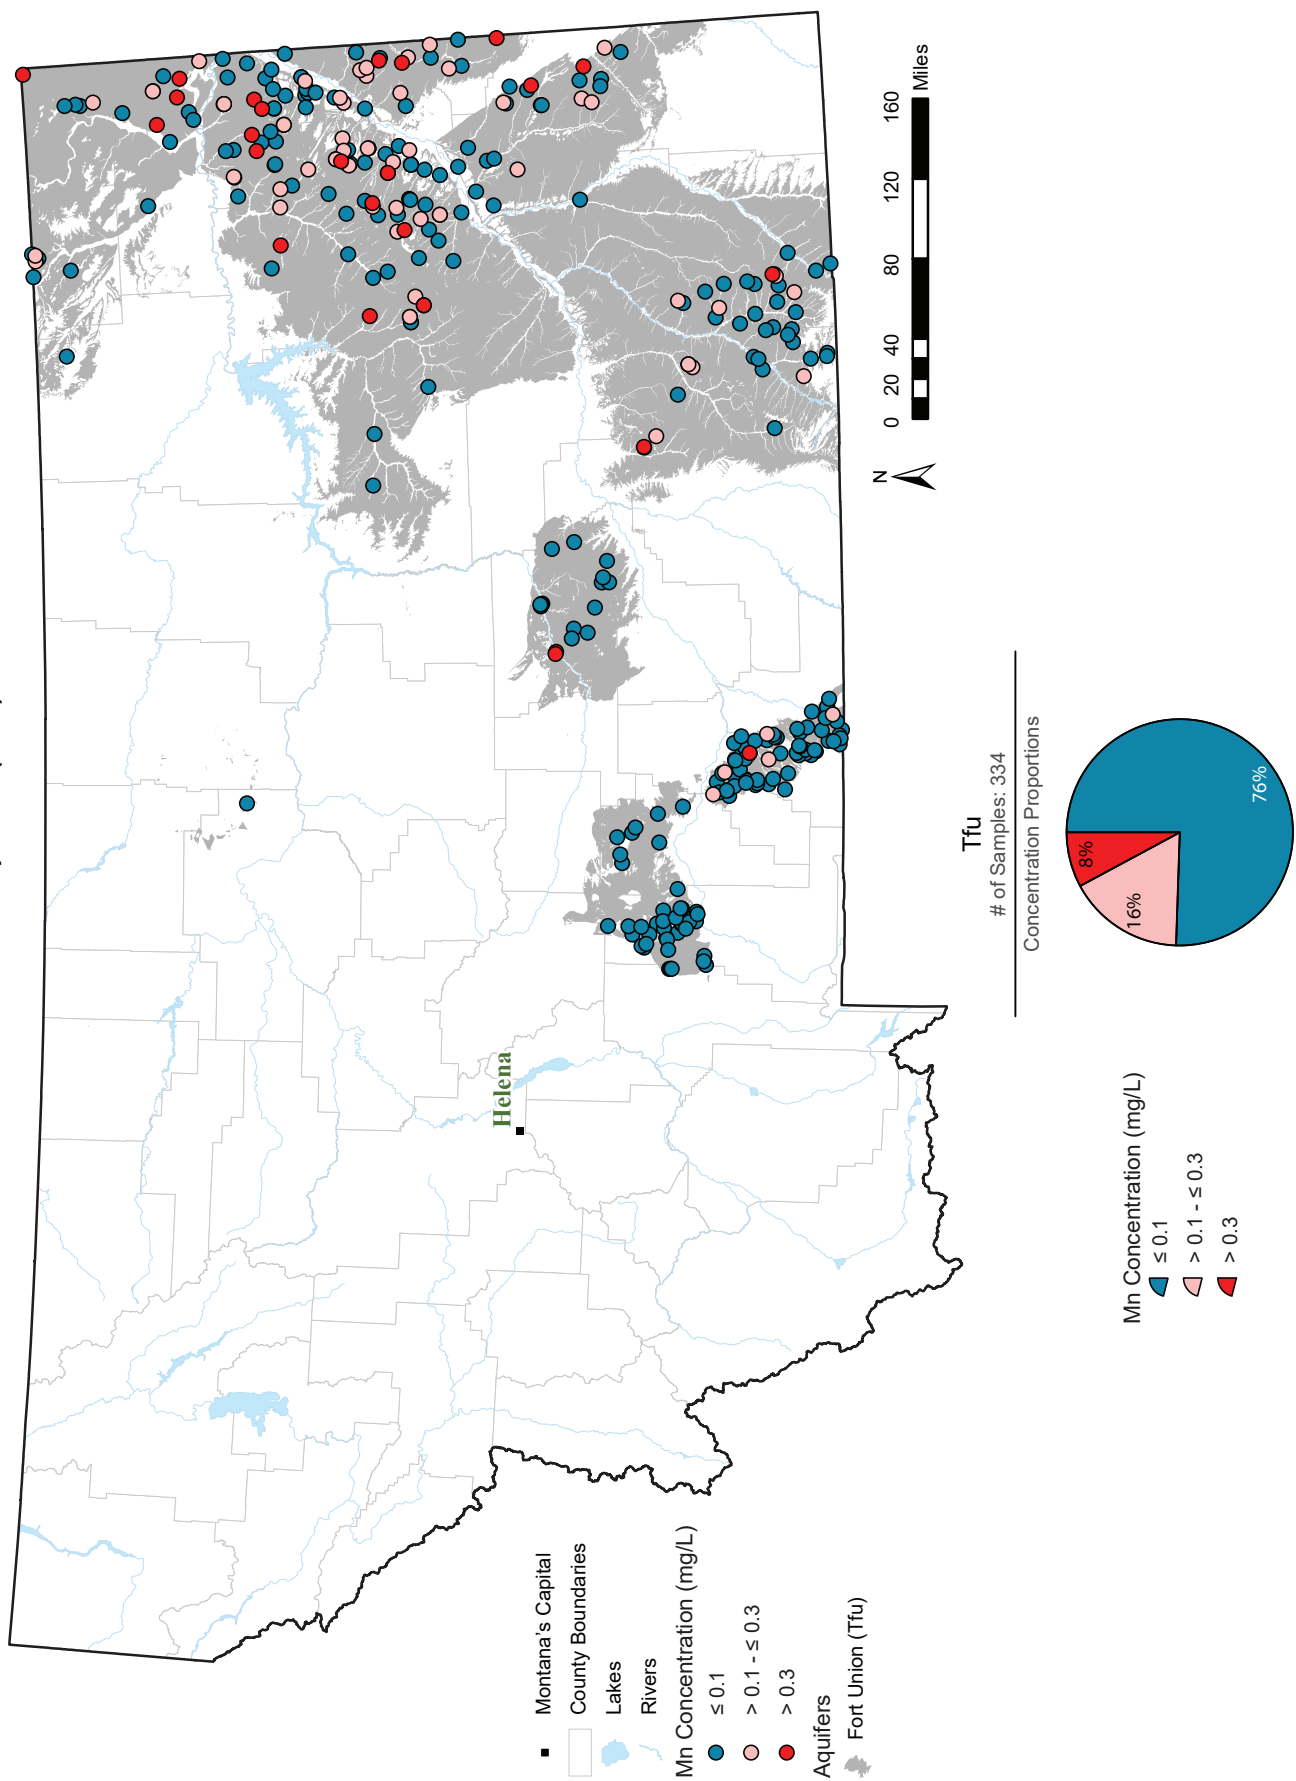 Helena
Montana's Capital
County Boundaries
Lakes
Rivers
Mn Concentration (mg/L)
≤ 0.1
> 0.1 - ≤ 0.3
> 0.3
Aquifers
Fort Union (Tfu)
N
0 20 40 80 120 160
Miles
Tfu
# of Samples: 334
Concentration Proportions
8%
16%
76%
Mn Concentration (mg/L)
≤ 0.1
> 0.1 - ≤ 0.3
> 0.3